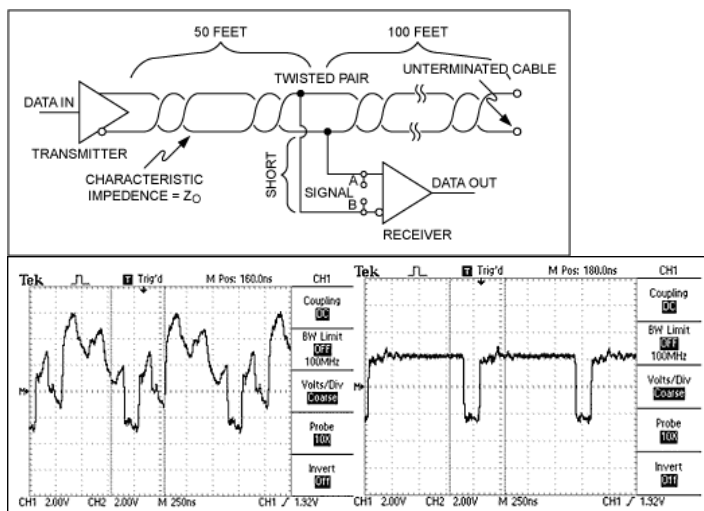 50 FEET
100 FEET
TWISTED PAIR
UNTERMINATED CABLE
DATA IN
TRANSMITTER
CHARACTERISTIC
IMPEDENCE = ZO
SHORT
SIGNAL
A
B
DATA OUT
RECEIVER
Tek
T Trig'd
M Pos: 160.0ns
CH1
Coupling
DC
BW Limit
OFF
100MHz
Volts/Div
Coarse
Probe
10X
Invert
Off
M
CH1 2.00V CH2 2.00V M 250ns CH1 / 1.92V
Tek
T Trig'd
M Pos: 180.0ns
CH1
Coupling
DC
BW Limit
OFF
100MHz
Volts/Div
Coarse
Probe
10X
Invert
Off
M
CH1 2.00V CH2 2.00V M 250ns CH1 / 1.32V